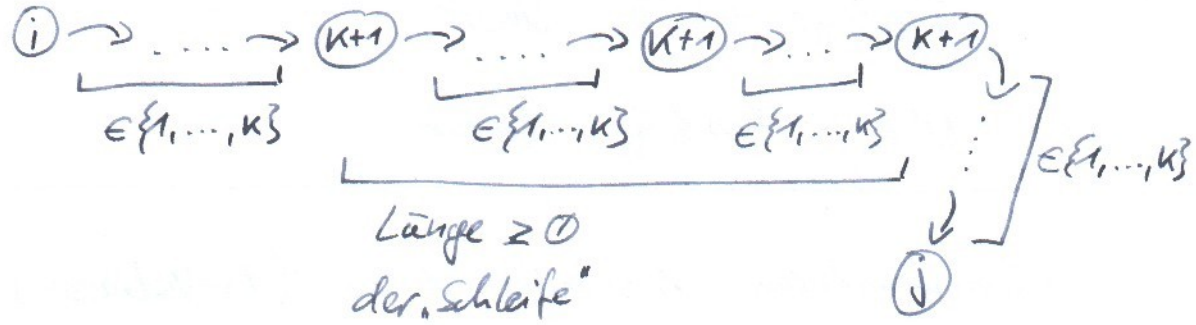 i → .... → K+1 → .... → K+1 → ... → K+1
∈{1,...,K} ∈{1,...,K} ∈{1,...,K} ∈{1,...,K}
Länge ≥ 0
der „Schleife"
j